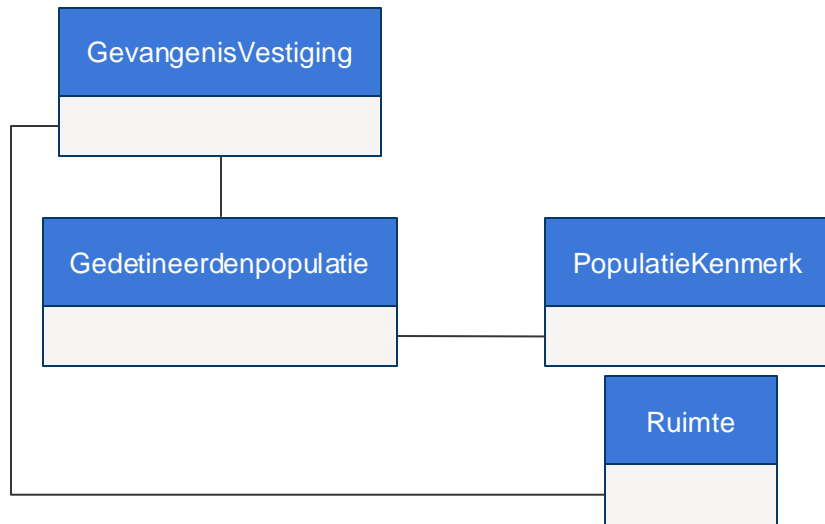 GevangenisVestiging
Gedetineerdenpopulatie
PopulatieKenmerk
Ruimte